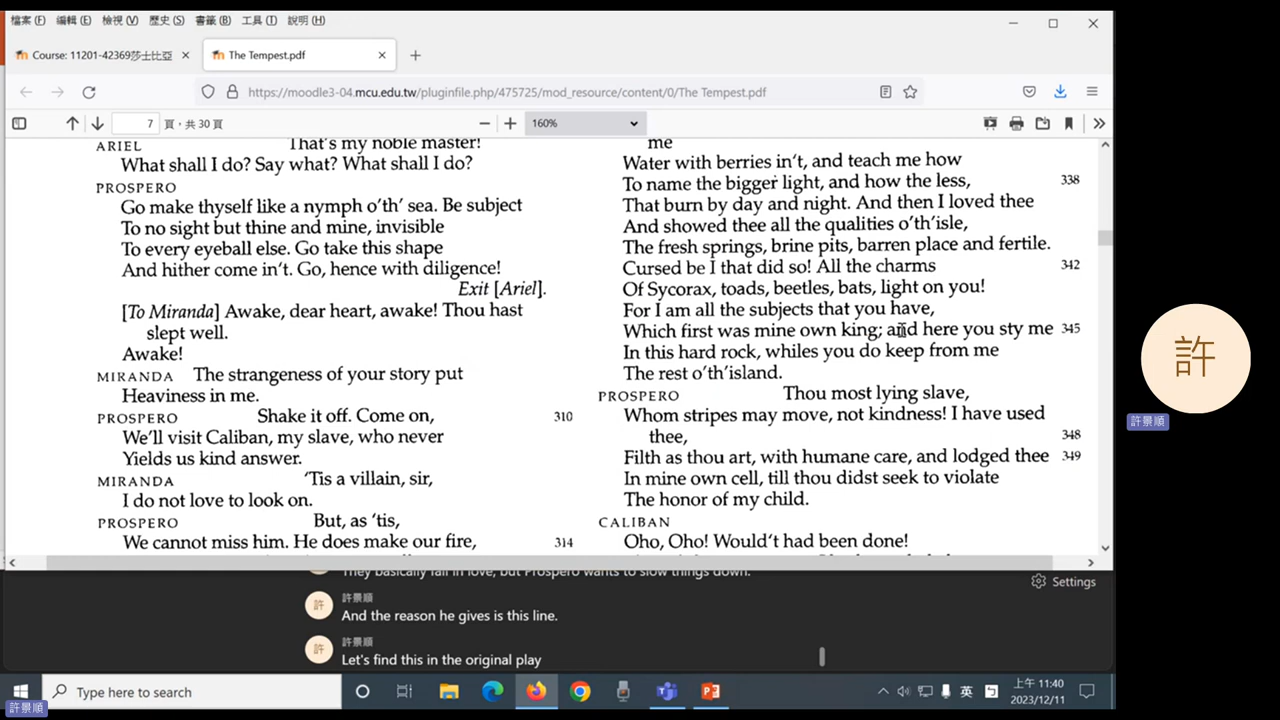 檔案(F) 編輯(E) 檢視(V) 歷史(S) 書籤(B) 工具(T) 說明(H)
Course: 11201-42369莎士比亞
The Tempest.pdf
https://moodle3-04.mcu.edu.tw/pluginfile.php/475725/mod_resource/content/0/The Tempest.pdf
7 頁，共 30 頁
160%
ARIEL That's my noble master!
What shall I do? Say what? What shall I do?
PROSPERO
Go make thyself like a nymph o'th' sea. Be subject
To no sight but thine and mine, invisible
To every eyeball else. Go take this shape
And hither come in't. Go, hence with diligence!
Exit [Ariel].
[To Miranda] Awake, dear heart, awake! Thou hast
slept well.
Awake!
MIRANDA The strangeness of your story put
Heaviness in me.
PROSPERO Shake it off. Come on, 310
We'll visit Caliban, my slave, who never
Yields us kind answer.
MIRANDA 'Tis a villain, sir,
I do not love to look on.
PROSPERO But, as 'tis,
We cannot miss him. He does make our fire, 314
me
Water with berries in't, and teach me how
To name the bigger light, and how the less, 338
That burn by day and night. And then I loved thee
And showed thee all the qualities o'th'isle,
The fresh springs, brine pits, barren place and fertile.
Cursed be I that did so! All the charms 342
Of Sycorax, toads, beetles, bats, light on you!
For I am all the subjects that you have,
Which first was mine own king; and here you sty me 345
In this hard rock, whiles you do keep from me
The rest o'th'island.
PROSPERO Thou most lying slave,
Whom stripes may move, not kindness! I have used
thee, 348
Filth as thou art, with humane care, and lodged thee 349
In mine own cell, till thou didst seek to violate
The honor of my child.
CALIBAN
Oho, Oho! Would't had been done!
They basically fall in love, but Prospero wants to slow things down.
許景順
And the reason he gives is this line.
許景順
Let's find this in the original play
許
許
Settings
許
許景順
Type here to search
英
上午 11:40
2023/12/11
許景順